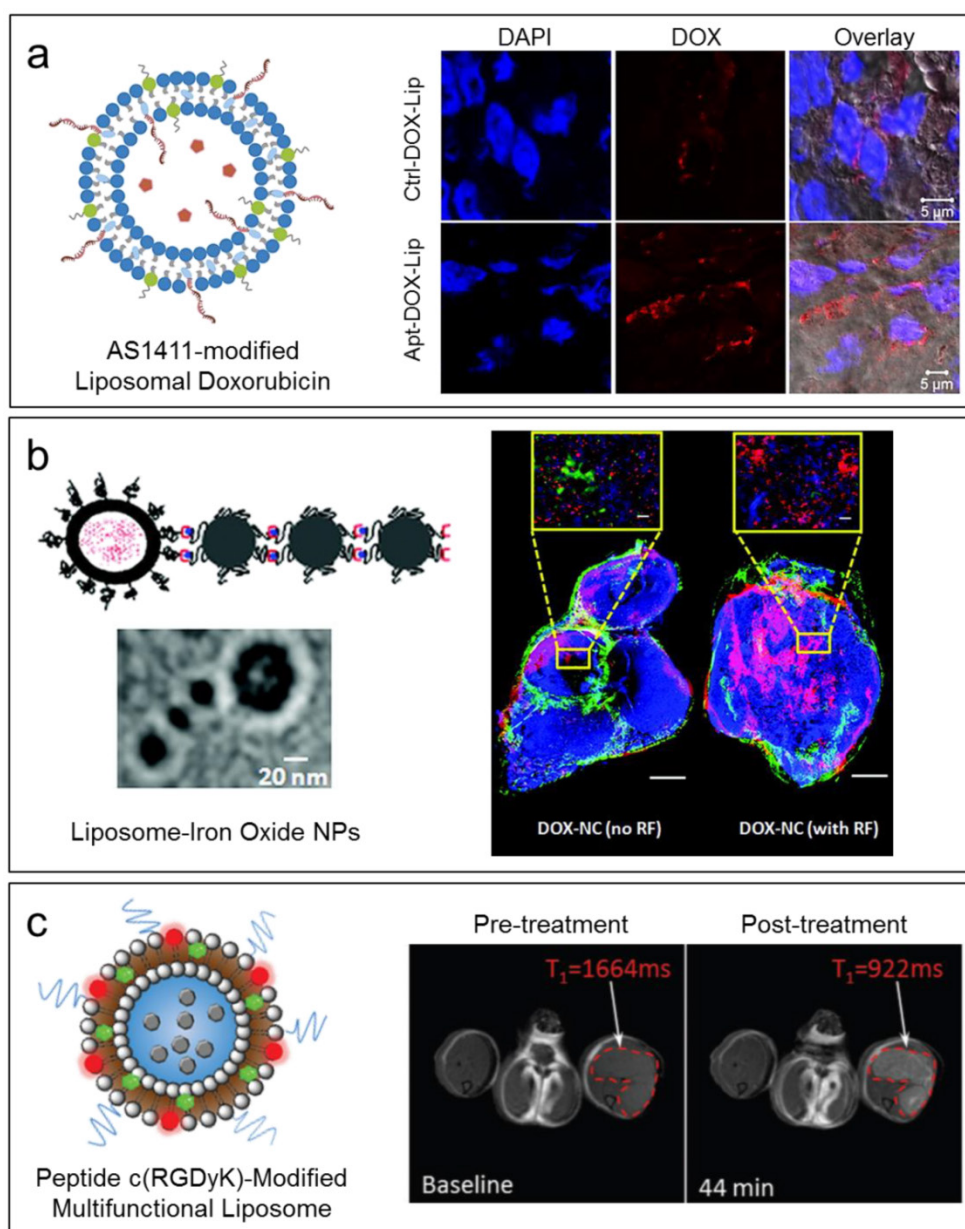 a
DAPI
DOX
Overlay
Ctrl-DOX-Lip
5 µm
Apt-DOX-Lip
5 µm
AS1411-modified
Liposomal Doxorubicin
b
20 nm
Liposome-Iron Oxide NPs
DOX-NC (no RF)
DOX-NC (with RF)
c
Pre-treatment
Post-treatment
T₁=1664ms
T₁=922ms
Baseline
44 min
Peptide c(RGDyK)-Modified
Multifunctional Liposome